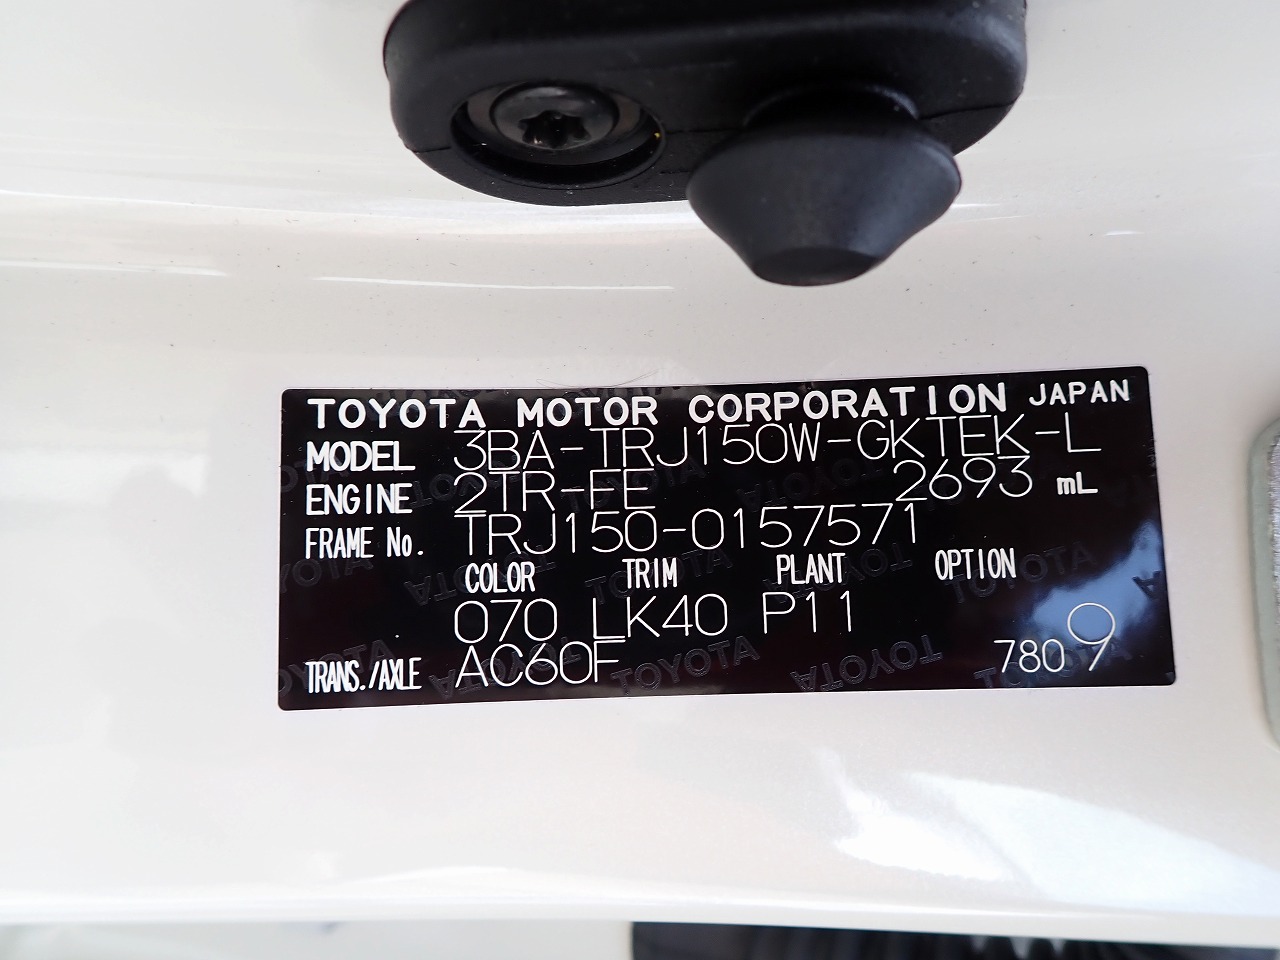 TOYOTA MOTOR CORPORATION JAPAN
MODEL 3BA-TRJ150W-GKTEK-L
ENGINE 2TR-FE 2693 mL
FRAME No. TRJ150-0157571
COLOR TRIM PLANT OPTION
070 LK40 P11
TRANS./AXLE AC60F 780 9